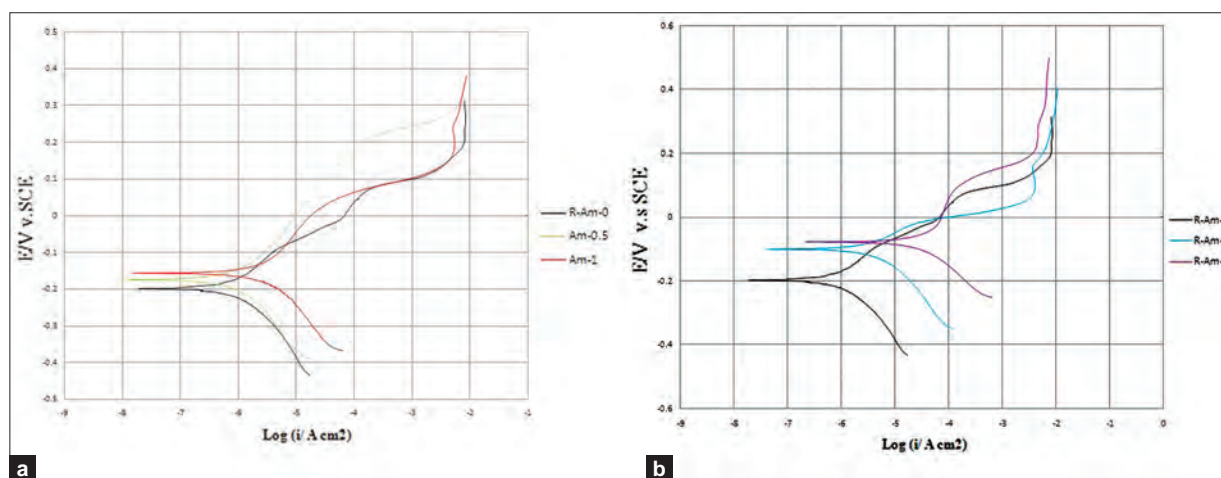 0.5
0.4
0.3
0.2
0.1
0
-0.1
-0.2
-0.3
-0.4
-0.5
-9 -8 -7 -6 -5 -4 -3 -2 -1
E/V v.SCE
Log (i/ A cm2)
R-Am-0
Am-0.5
Am-1
a
0.6
0.4
0.2
0
-0.2
-0.4
-0.6
-9 -8 -7 -6 -5 -4 -3 -2 -1 0
E/V v.s SCE
Log (i/ A cm2)
R-Am-
R-Am-
R-Am-
b